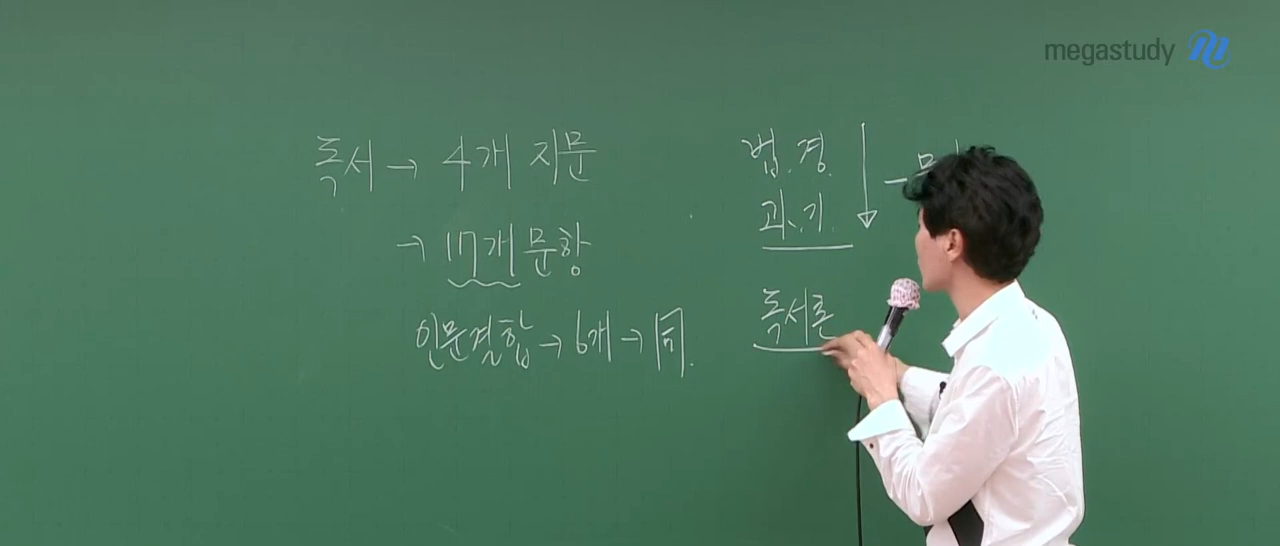 megastudy
독서 → 4개 지문
→ 17개 문항
인문결합 → 6개 → 同.
법.경
과.기
독서론